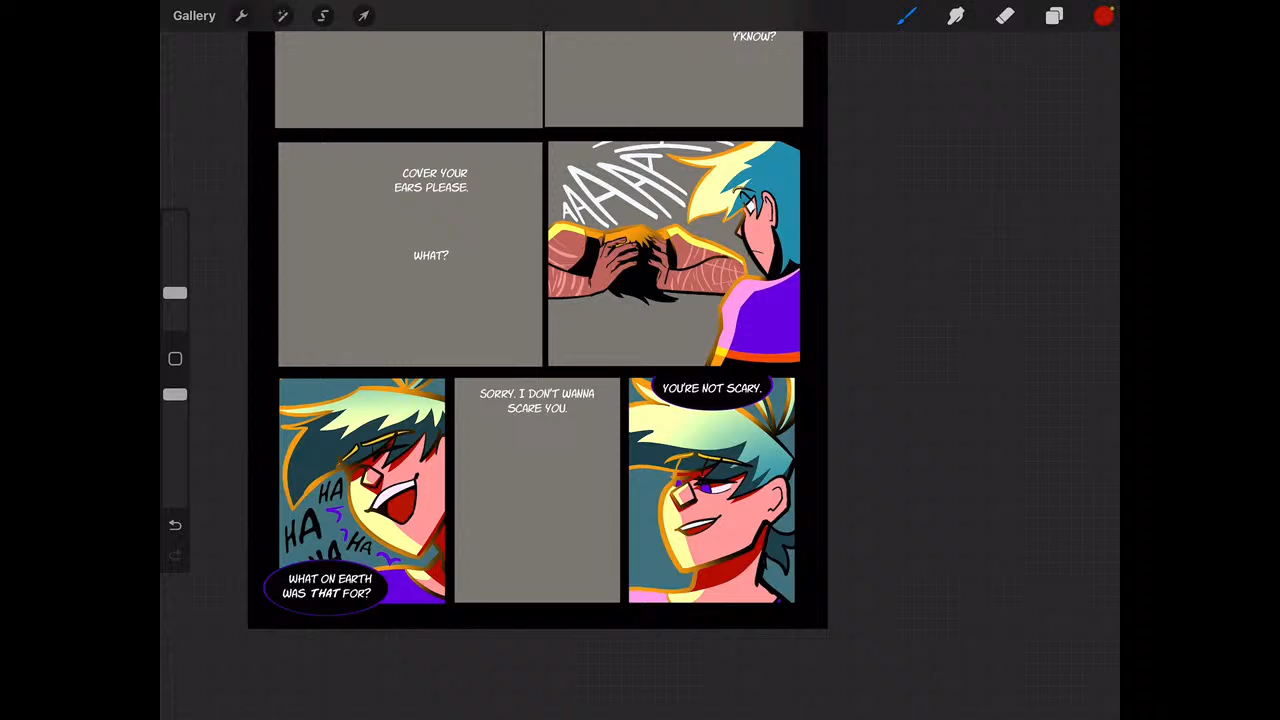 Gallery
Y'KNOW?
COVER YOUR
EARS PLEASE.
WHAT?
AAAAAA
HA
HA
HA
HA
WHAT ON EARTH
WAS THAT FOR?
SORRY. I DON'T WANNA
SCARE YOU.
YOU'RE NOT SCARY.